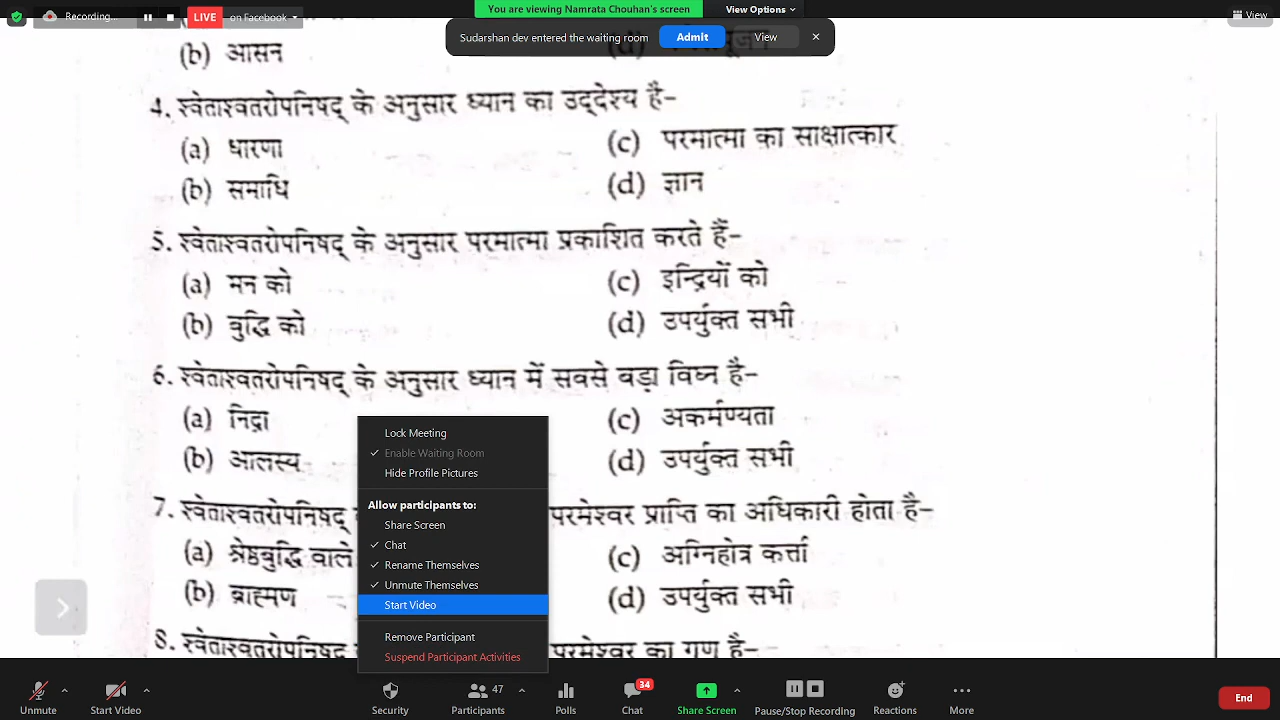 You are viewing Namrata Chouhan's screen View Options
Recording... LIVE on Facebook View
Sudarshan dev entered the waiting room Admit View
(b) आसन
4. श्वेताश्वतरोपनिषद् के अनुसार ध्यान का उद्देश्य है-
(a) धारणा (c) परमात्मा का साक्षात्कार
(b) समाधि (d) ज्ञान
5. श्वेताश्वतरोपनिषद् के अनुसार परमात्मा प्रकाशित करते हैं-
(a) मन को (c) इन्द्रियों को
(b) बुद्धि को (d) उपर्युक्त सभी
6. श्वेताश्वतरोपनिषद् के अनुसार ध्यान में सबसे बड़ा विघ्न है-
(a) निद्रा (c) अकर्मण्यता
(b) आलस्य (d) उपर्युक्त सभी
7. श्वेताश्वतरोपनिषद् परमेश्वर प्राप्ति का अधिकारी होता है-
(a) श्रेष्ठबुद्धि वाले (c) अग्निहोत्र कर्त्ता
(b) ब्राह्मण (d) उपर्युक्त सभी
8. श्वेताश्वतरोपनिषद् परमेश्वर का गुण है-
Lock Meeting
Enable Waiting Room
Hide Profile Pictures
Allow participants to:
Share Screen
Chat
Rename Themselves
Unmute Themselves
Start Video
Remove Participant
Suspend Participant Activities
Unmute Start Video Security Participants 47 Polls Chat 34 Share Screen Pause/Stop Recording Reactions More End